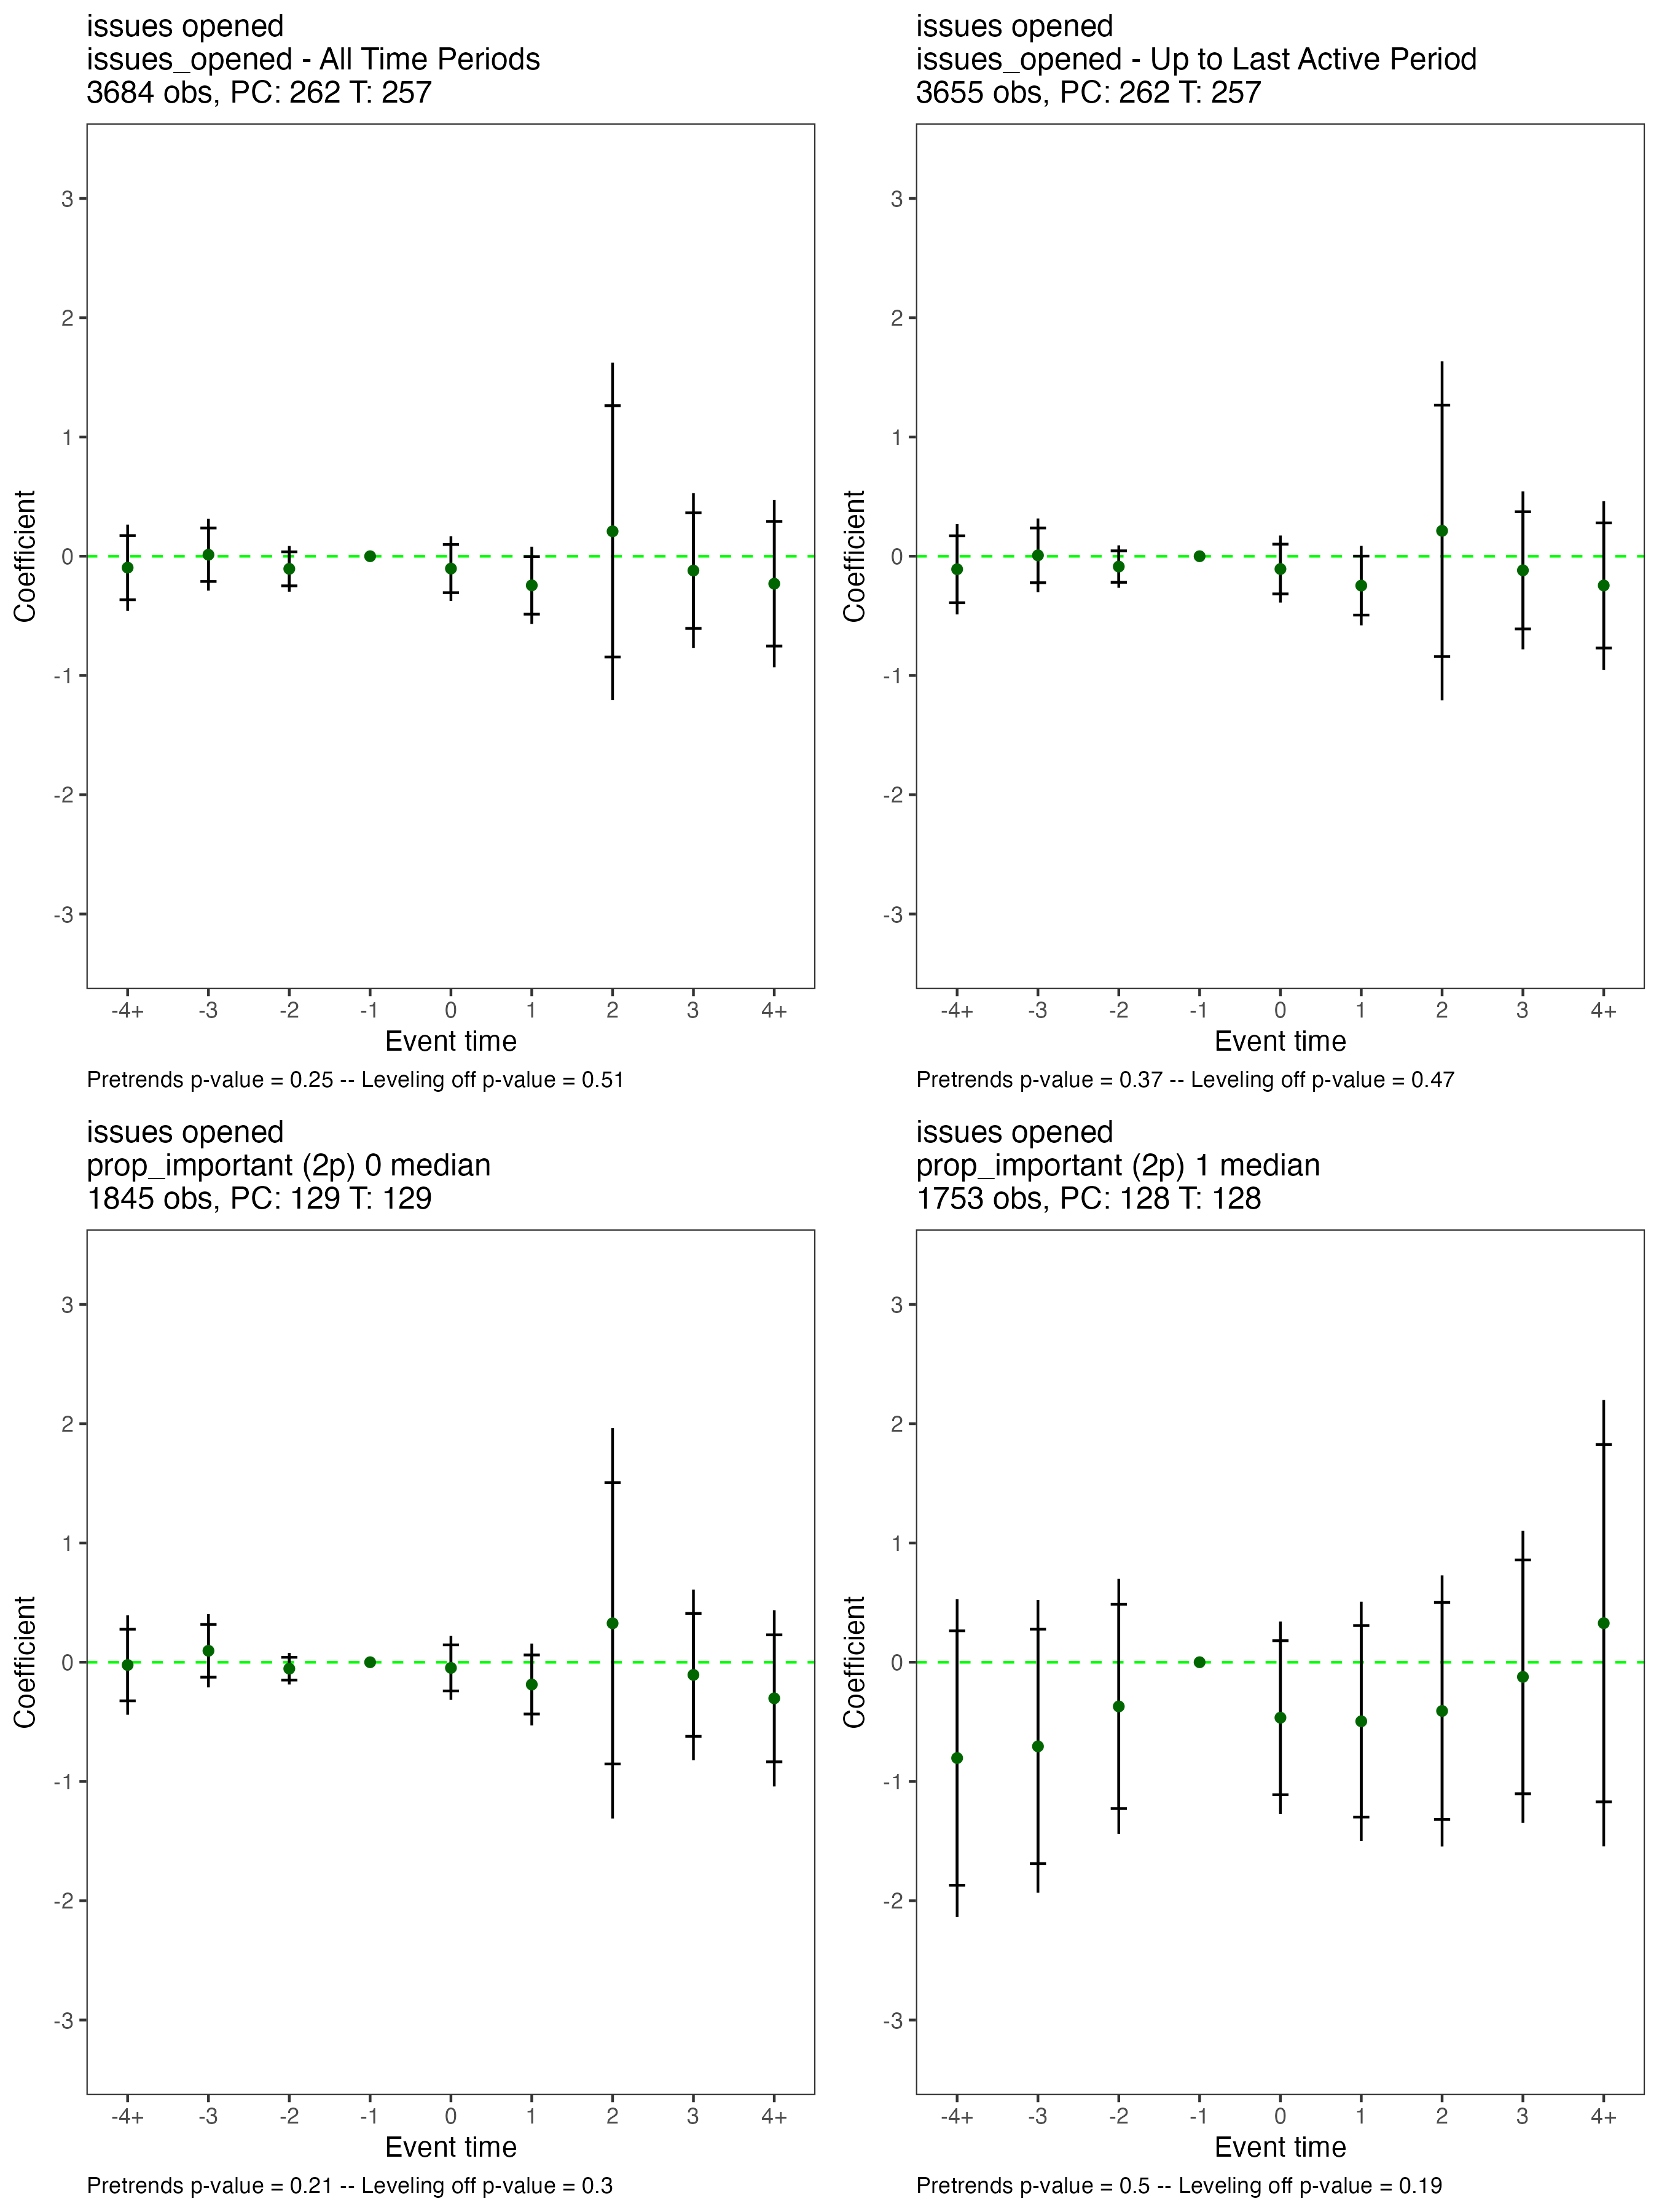 issues opened
issues_opened - All Time Periods
3684 obs, PC: 262 T: 257
3
2
1
0
-1
-2
-3
Coefficient
-4+ -3 -2 -1 0 1 2 3 4+
Event time
Pretrends p-value = 0.25 -- Leveling off p-value = 0.51
issues opened
issues_opened - Up to Last Active Period
3655 obs, PC: 262 T: 257
3
2
1
0
-1
-2
-3
Coefficient
-4+ -3 -2 -1 0 1 2 3 4+
Event time
Pretrends p-value = 0.37 -- Leveling off p-value = 0.47
issues opened
prop_important (2p) 0 median
1845 obs, PC: 129 T: 129
3
2
1
0
-1
-2
-3
Coefficient
-4+ -3 -2 -1 0 1 2 3 4+
Event time
Pretrends p-value = 0.21 -- Leveling off p-value = 0.3
issues opened
prop_important (2p) 1 median
1753 obs, PC: 128 T: 128
3
2
1
0
-1
-2
-3
Coefficient
-4+ -3 -2 -1 0 1 2 3 4+
Event time
Pretrends p-value = 0.5 -- Leveling off p-value = 0.19